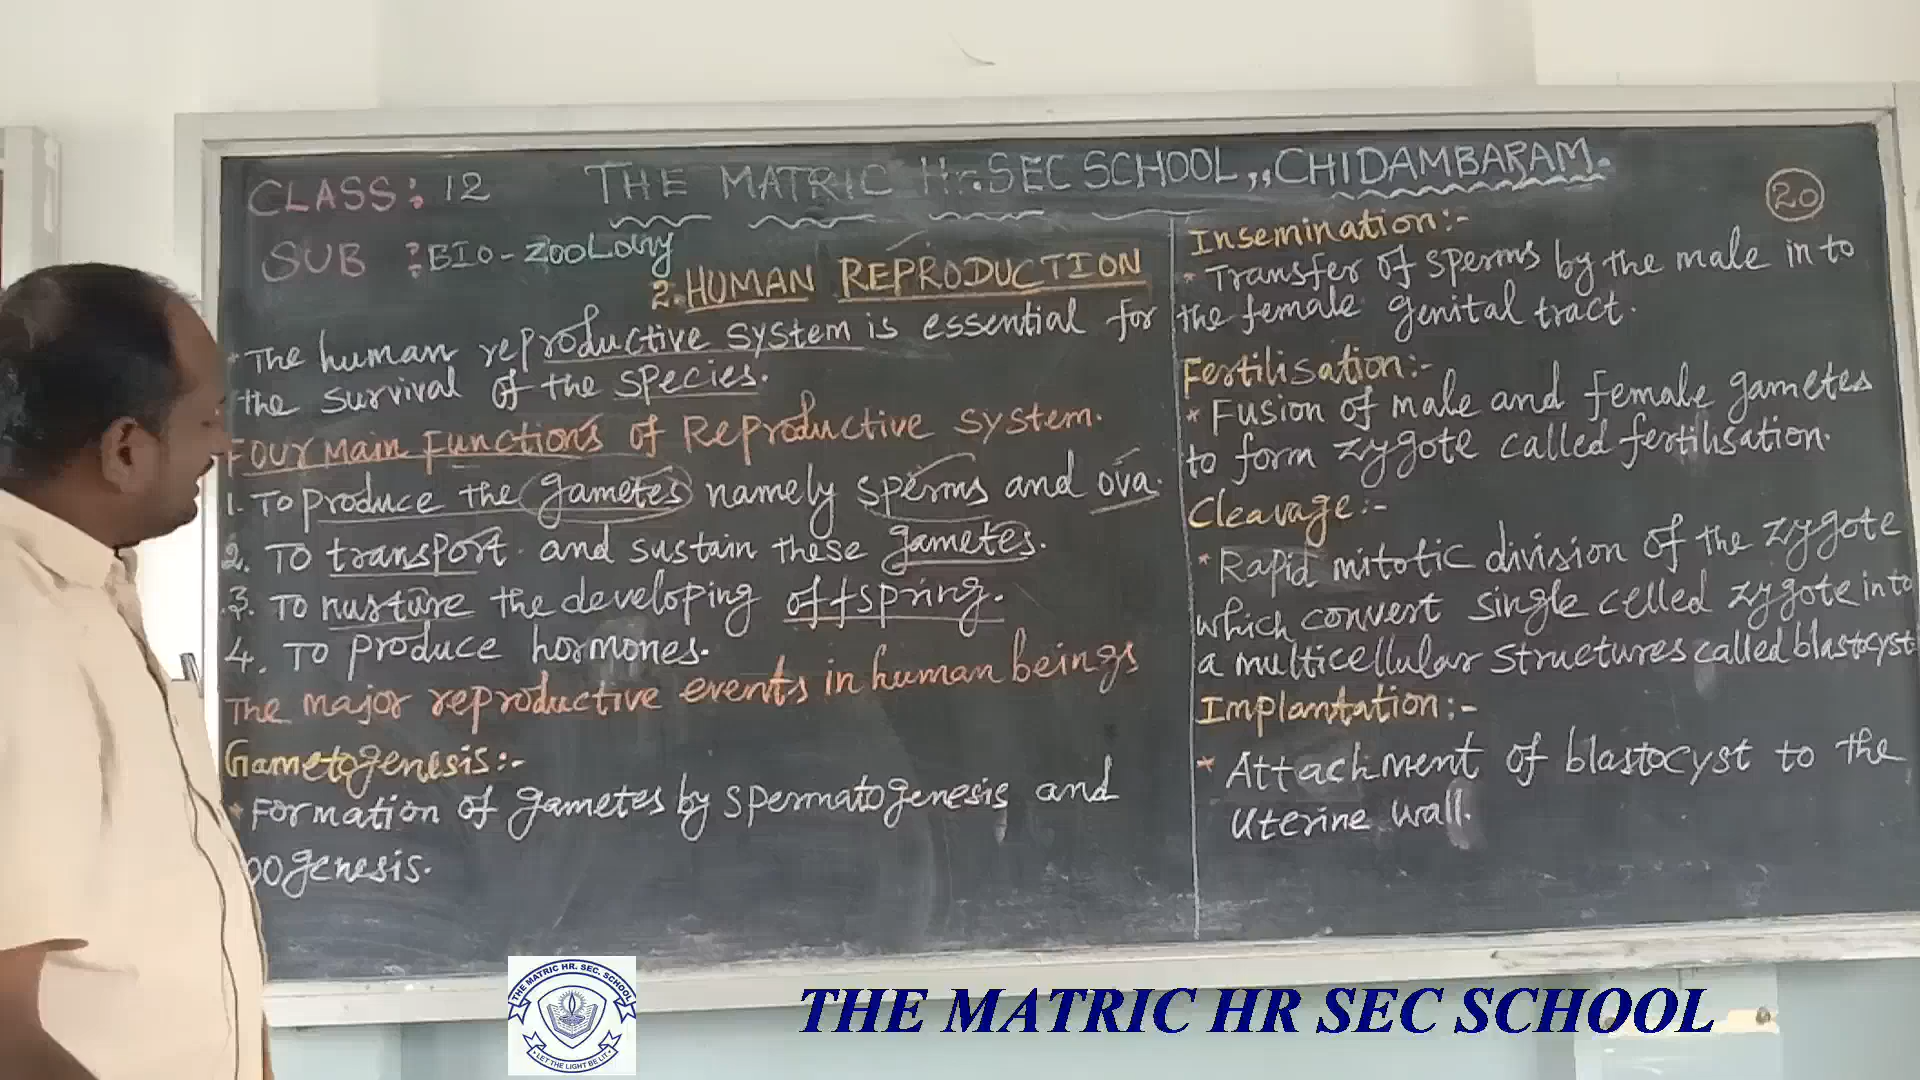 CLASS: 12
THE MATRIC Hr.SEC SCHOOL,, CHIDAMBARAM.
20
SUB : BIO-ZOOLOGY
2. HUMAN REPRODUCTION
* The human reproductive system is essential for
the survival of the species.
Four main Functions of Reproductive system.
1. To produce the gametes namely sperms and ova.
2. To transport and sustain these gametes.
3. To nurture the developing offspring.
4. To produce hormones.
The major reproductive events in human beings
Gametogenesis:-
* Formation of gametes by spermatogenesis and
oogenesis.
Insemination:-
* Transfer of sperms by the male in to
the female genital tract.
Fertilisation:-
* Fusion of male and female gametes
to form zygote called fertilisation.
Cleavage:-
* Rapid mitotic division of the zygote
which convert single celled zygote into
a multicellular structures called blastocyst
Implantation:-
* Attachment of blastocyst to the
uterine wall.
THE MATRIC HR. SEC. SCHOOL
LET THE LIGHT BE LIT
THE MATRIC HR SEC SCHOOL